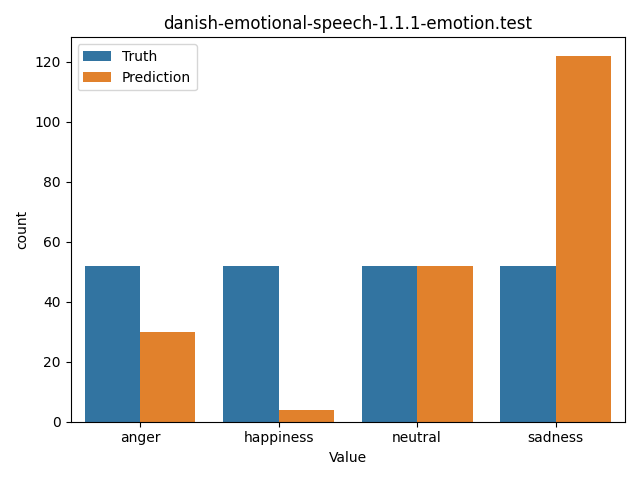 danish-emotional-speech-1.1.1-emotion.test
Truth
Prediction
count
120
100
80
60
40
20
0
anger happiness neutral sadness
Value